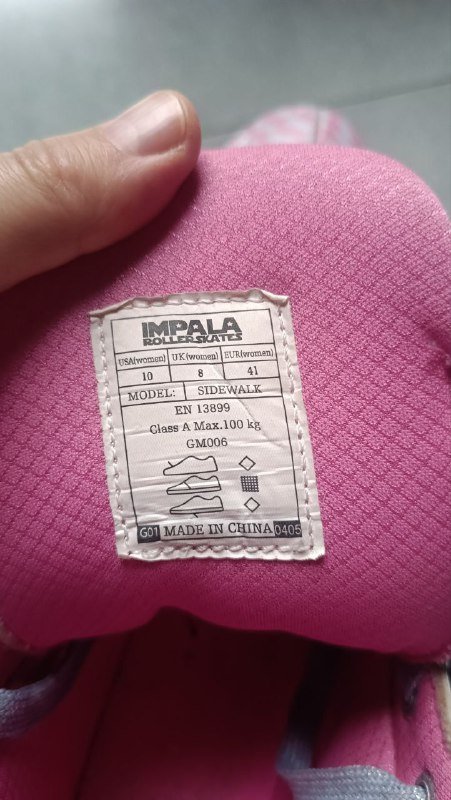 IMPALA
ROLLERSKATES
USA(women) UK(women) EUR(women)
10 8 41
MODEL: SIDEWALK
EN 13899
Class A Max.100 kg
GM006
G01 MADE IN CHINA 0405